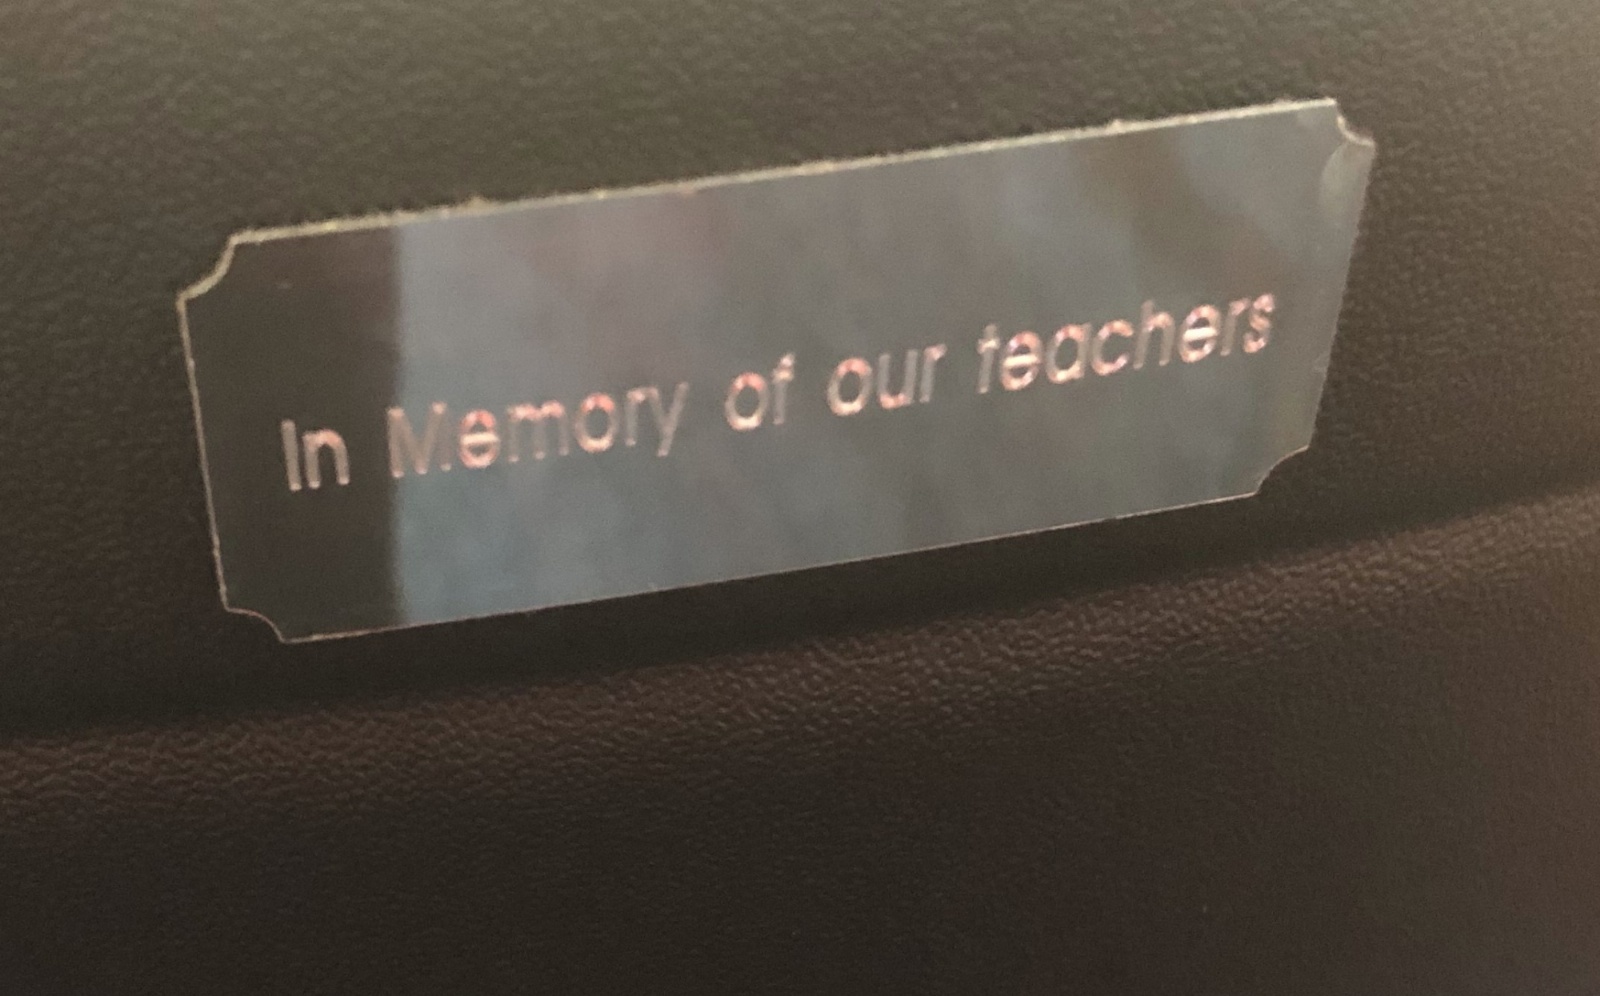 In Memory of our teachers